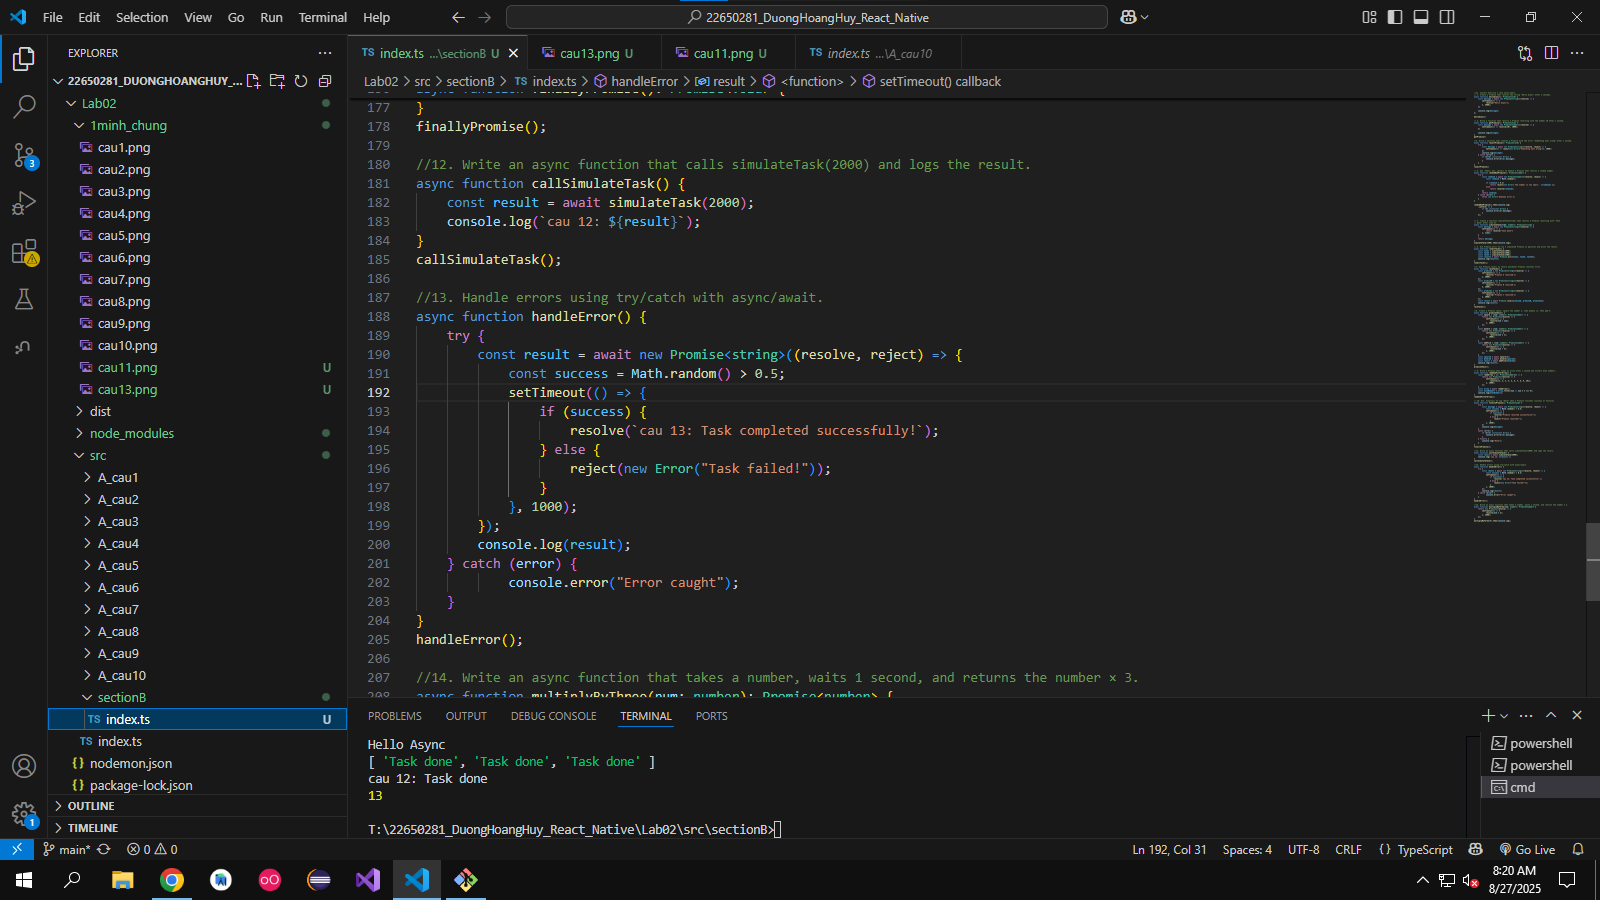 File Edit Selection View Go Run Terminal Help
22650281_DuongHoangHuy_React_Native
EXPLORER
22650281_DUONGHOANGHUY_...
Lab02
1minh_chung
cau1.png
cau2.png
cau3.png
cau4.png
cau5.png
cau6.png
cau7.png
cau8.png
cau9.png
cau10.png
cau11.png U
cau13.png U
dist
node_modules
src
A_cau1
A_cau2
A_cau3
A_cau4
A_cau5
A_cau6
A_cau7
A_cau8
A_cau9
A_cau10
sectionB
TS index.ts U
TS index.ts
{} nodemon.json
{} package-lock.json
OUTLINE
TIMELINE
3
1
TS index.ts ...\sectionB U
cau13.png U
cau11.png U
TS index.ts ...\A_cau10
Lab02 > src > sectionB > TS index.ts > handleError > result > <function> > setTimeout() callback
177 }
178 finallyPromise();
179
180 //12. Write an async function that calls simulateTask(2000) and logs the result.
181 async function callSimulateTask() {
182 const result = await simulateTask(2000);
183 console.log(`cau 12: ${result}`);
184 }
185 callSimulateTask();
186
187 //13. Handle errors using try/catch with async/await.
188 async function handleError() {
189 try {
190 const result = await new Promise<string>((resolve, reject) => {
191 const success = Math.random() > 0.5;
192 setTimeout(() => {
193 if (success) {
194 resolve(`cau 13: Task completed successfully!`);
195 } else {
196 reject(new Error("Task failed!"));
197 }
198 }, 1000);
199 });
200 console.log(result);
201 } catch (error) {
202 console.error("Error caught");
203 }
204 }
205 handleError();
206
207 //14. Write an async function that takes a number, waits 1 second, and returns the number × 3.
208 async function multiplyByThree(num: number): Promise<number> {
PROBLEMS OUTPUT DEBUG CONSOLE TERMINAL PORTS
Hello Async
[ 'Task done', 'Task done', 'Task done' ]
cau 12: Task done
13
T:\22650281_DuongHoangHuy_React_Native\Lab02\src\sectionB>
powershell
powershell
cmd
main* 0 0
Ln 192, Col 31 Spaces: 4 UTF-8 CRLF {} TypeScript Go Live
8:20 AM
8/27/2025